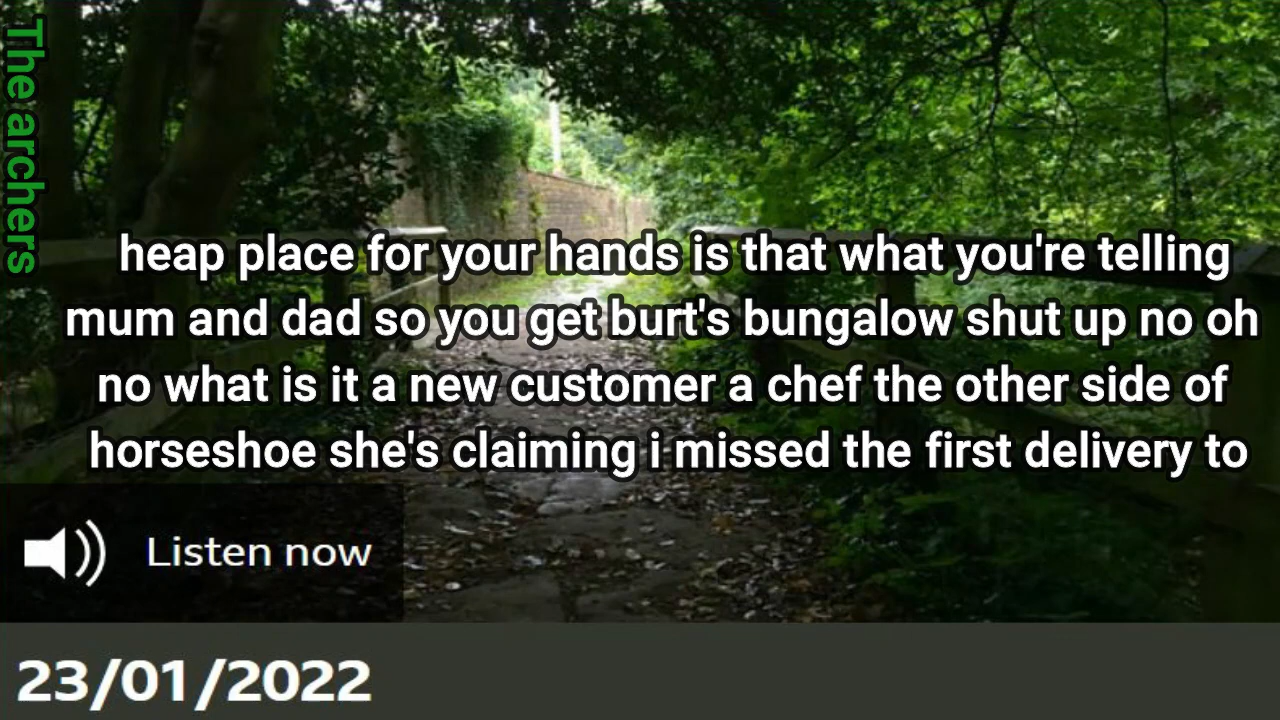 The archers
heap place for your hands is that what you're telling
mum and dad so you get burt's bungalow shut up no oh
no what is it a new customer a chef the other side of
horseshoe she's claiming i missed the first delivery to
Listen now
23/01/2022